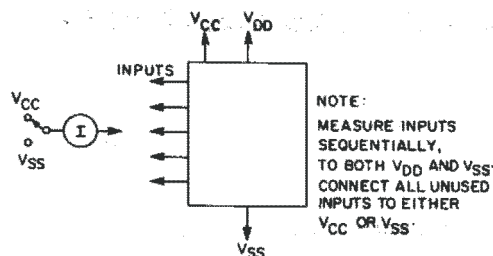 VCC VDD
INPUTS
VCC
I
VSS
NOTE:
MEASURE INPUTS
SEQUENTIALLY,
TO BOTH VDD AND VSS.
CONNECT ALL UNUSED
INPUTS TO EITHER
VCC OR VSS.
VSS